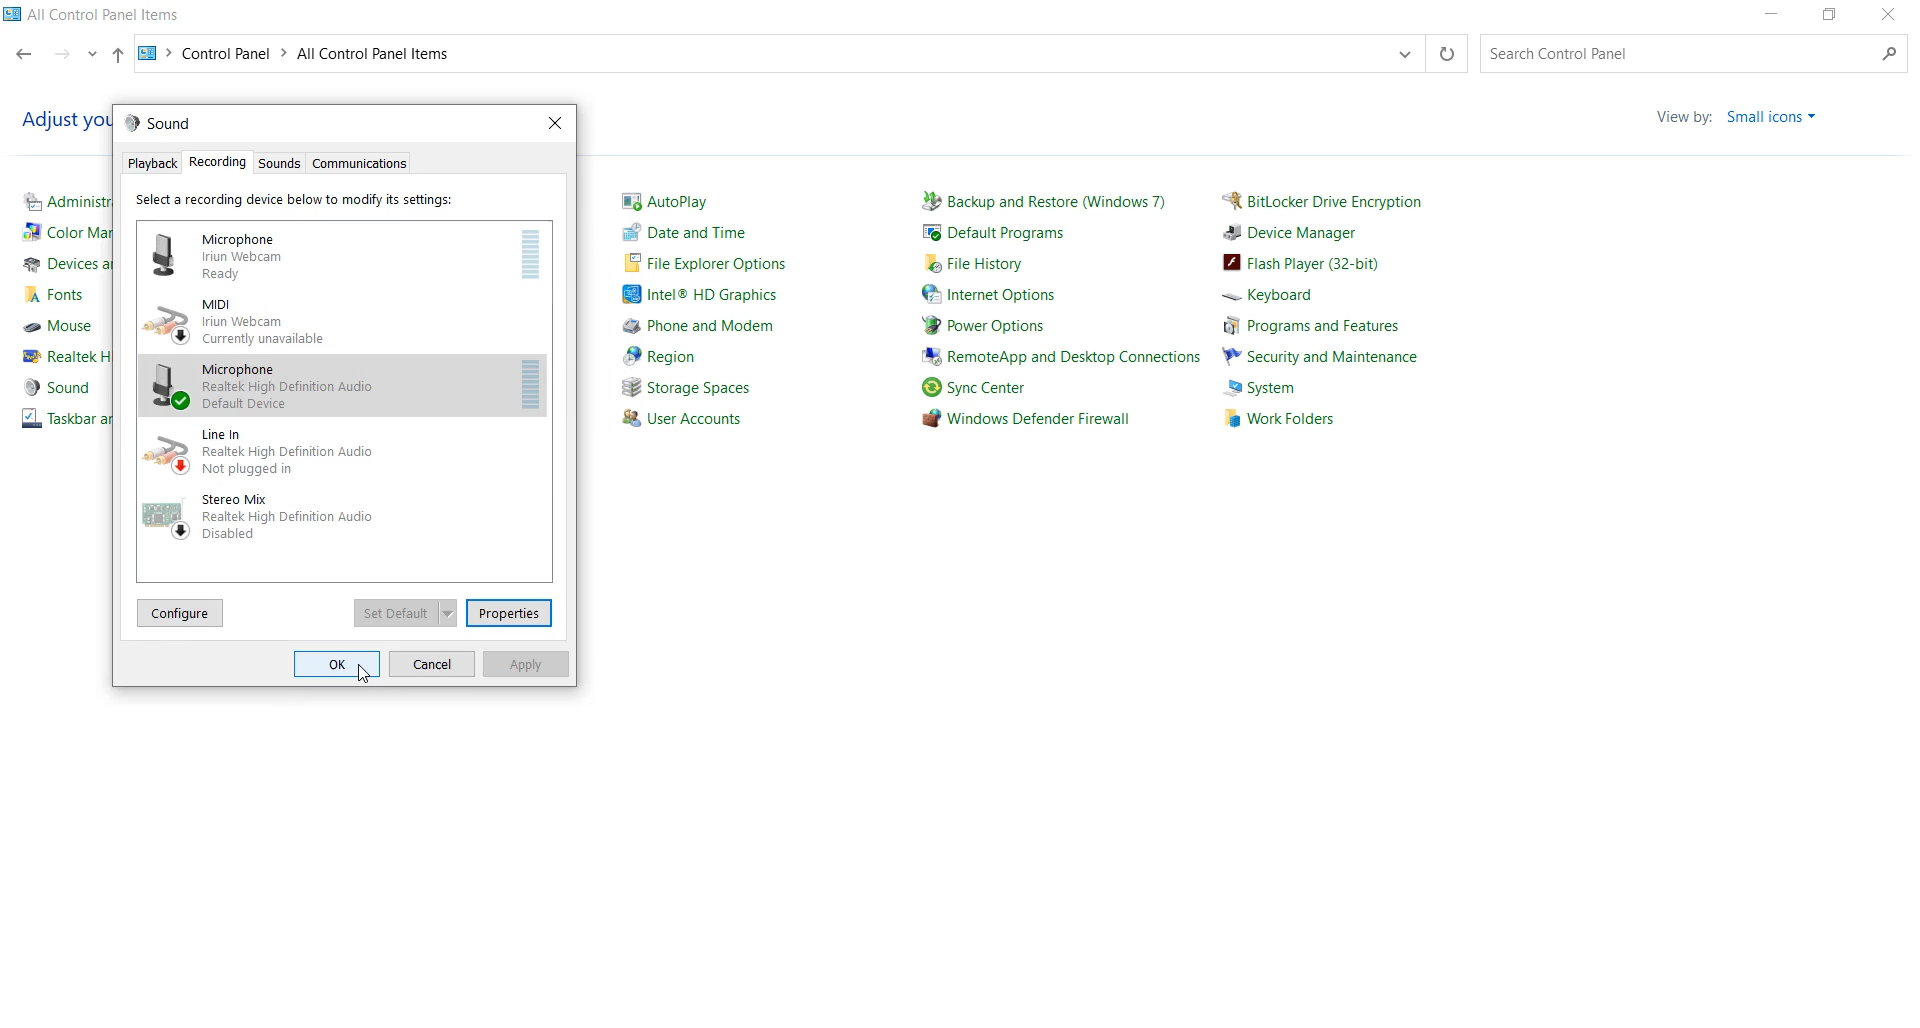 All Control Panel Items
Control Panel > All Control Panel Items
Search Control Panel
Adjust you
View by: Small icons
Sound
Playback Recording Sounds Communications
Select a recording device below to modify its settings:
Microphone
Iriun Webcam
Ready
MIDI
Iriun Webcam
Currently unavailable
Microphone
Realtek High Definition Audio
Default Device
Line In
Realtek High Definition Audio
Not plugged in
Stereo Mix
Realtek High Definition Audio
Disabled
Configure Set Default Properties
OK Cancel Apply
Administra
Color Man
Devices an
Fonts
Mouse
Realtek H
Sound
Taskbar an
AutoPlay
Date and Time
File Explorer Options
Intel® HD Graphics
Phone and Modem
Region
Storage Spaces
User Accounts
Backup and Restore (Windows 7)
Default Programs
File History
Internet Options
Power Options
RemoteApp and Desktop Connections
Sync Center
Windows Defender Firewall
BitLocker Drive Encryption
Device Manager
Flash Player (32-bit)
Keyboard
Programs and Features
Security and Maintenance
System
Work Folders